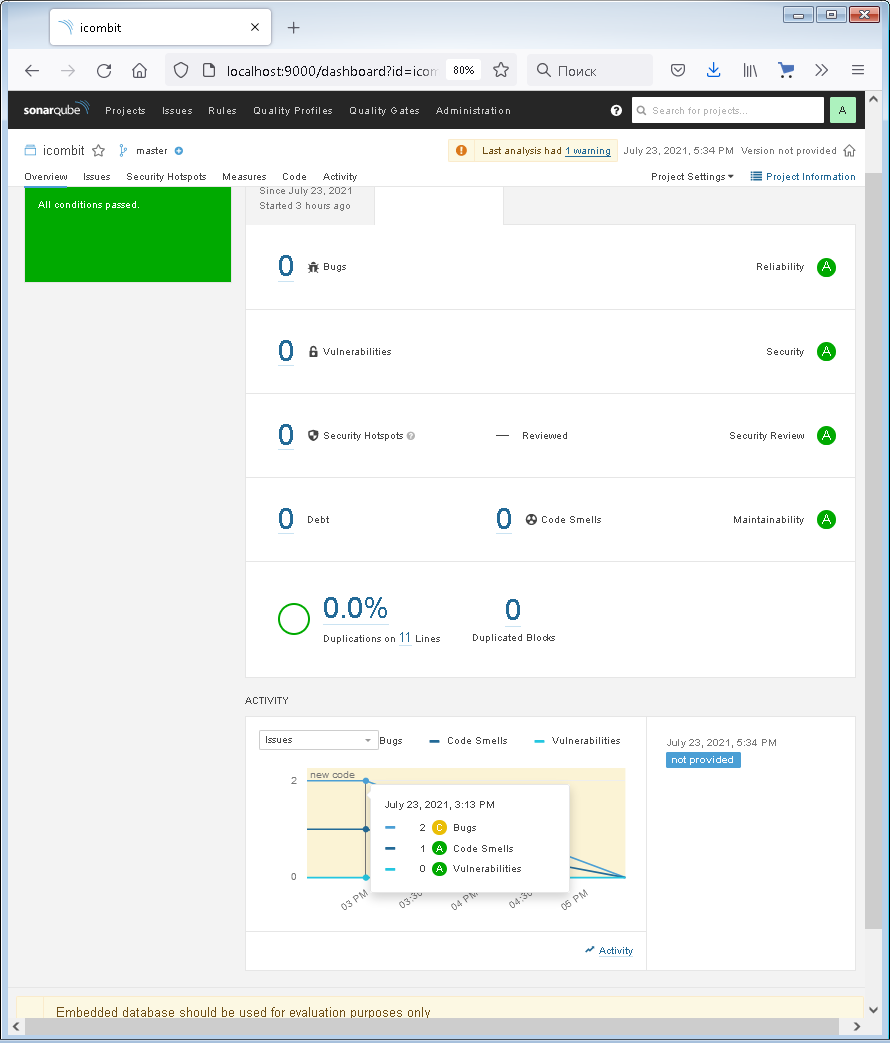 icombit
localhost:9000/dashboard?id=icom 80% Поиск
sonarqube Projects Issues Rules Quality Profiles Quality Gates Administration Search for projects... A
icombit master Last analysis had 1 warning July 23, 2021, 5:34 PM Version not provided
Overview Issues Security Hotspots Measures Code Activity Project Settings Project Information
All conditions passed.
Since July 23, 2021
Started 3 hours ago
0 Bugs Reliability A
0 Vulnerabilities Security A
0 Security Hotspots ? — Reviewed Security Review A
0 Debt 0 Code Smells Maintainability A
0.0% 0
Duplications on 11 Lines Duplicated Blocks
ACTIVITY
Issues Bugs Code Smells Vulnerabilities
July 23, 2021, 5:34 PM
not provided
new code
2
July 23, 2021, 3:13 PM
2 C Bugs
1 A Code Smells
0 A Vulnerabilities
0
03 PM 03:30 04 PM 04:30 05 PM
Activity
Embedded database should be used for evaluation purposes only